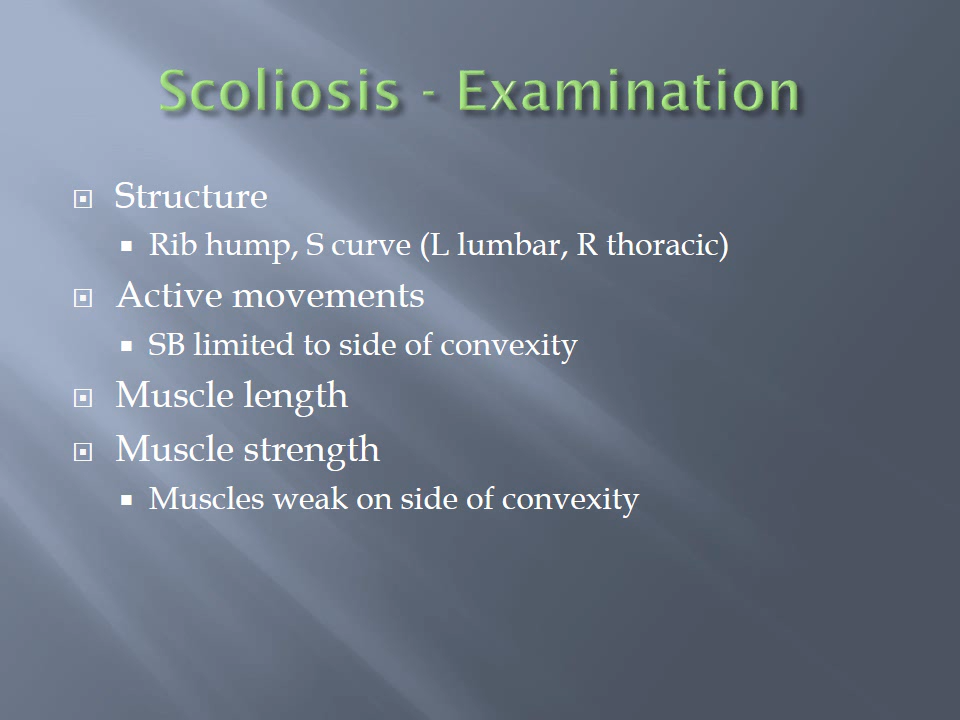 Scoliosis - Examination
Structure
Rib hump, S curve (L lumbar, R thoracic)
Active movements
SB limited to side of convexity
Muscle length
Muscle strength
Muscles weak on side of convexity